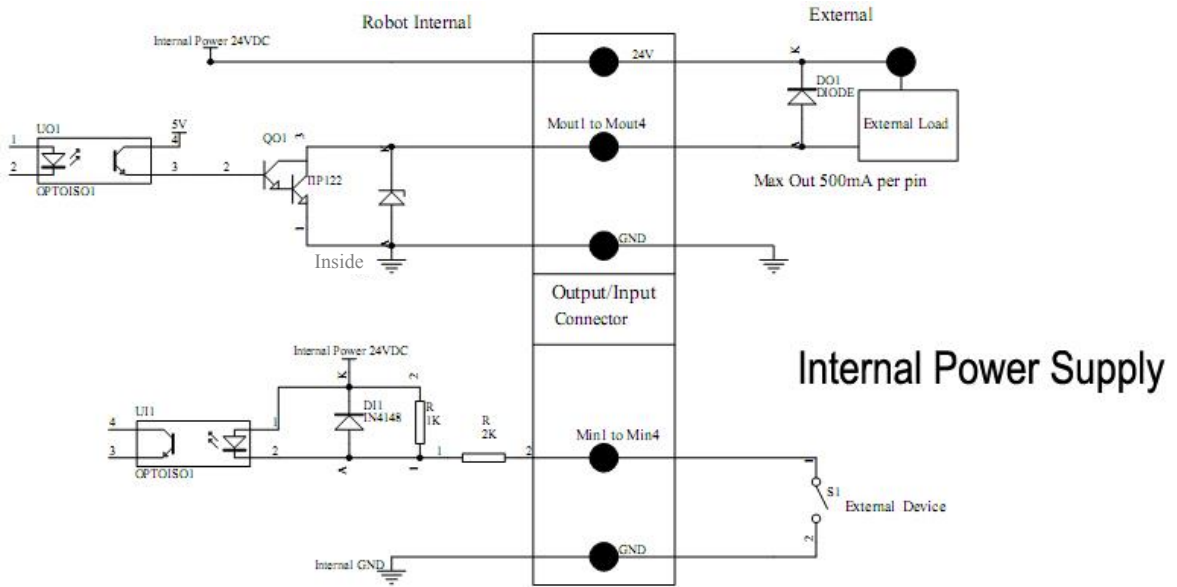 Robot Internal
External
Internal Power 24VDC
24V
K
DO1
DIODE
External Load
Mout1 to Mout4
A
Max Out 500mA per pin
UO1
5V
1
4
2
3
OPTOISO1
2
QO1
3
TIP122
1
K
A
Inside
GND
Output/Input
Connector
Internal Power Supply
Internal Power 24VDC
K
2
DI1
IN4148
R
1K
R
2K
UI1
4
1
3
2
OPTOISO1
A
1
1
2
Min1 to Min4
1
S1
External Device
2
GND
Internal GND